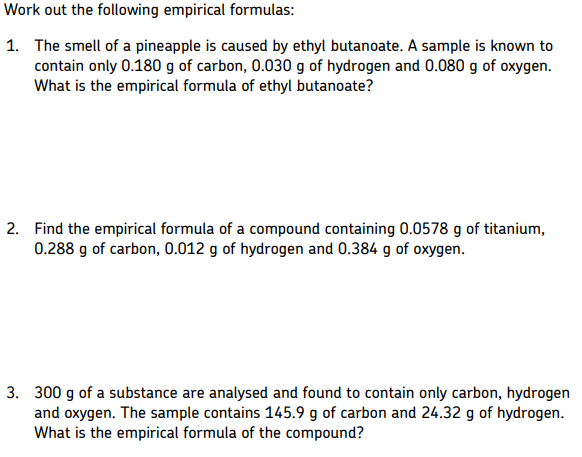 Work out the following empirical formulas:
1. The smell of a pineapple is caused by ethyl butanoate. A sample is known to
contain only 0.180 g of carbon, 0.030 g of hydrogen and 0.080 g of oxygen.
What is the empirical formula of ethyl butanoate?
2. Find the empirical formula of a compound containing 0.0578 g of titanium,
0.288 g of carbon, 0.012 g of hydrogen and 0.384 g of oxygen.
3. 300 g of a substance are analysed and found to contain only carbon, hydrogen
and oxygen. The sample contains 145.9 g of carbon and 24.32 g of hydrogen.
What is the empirical formula of the compound?